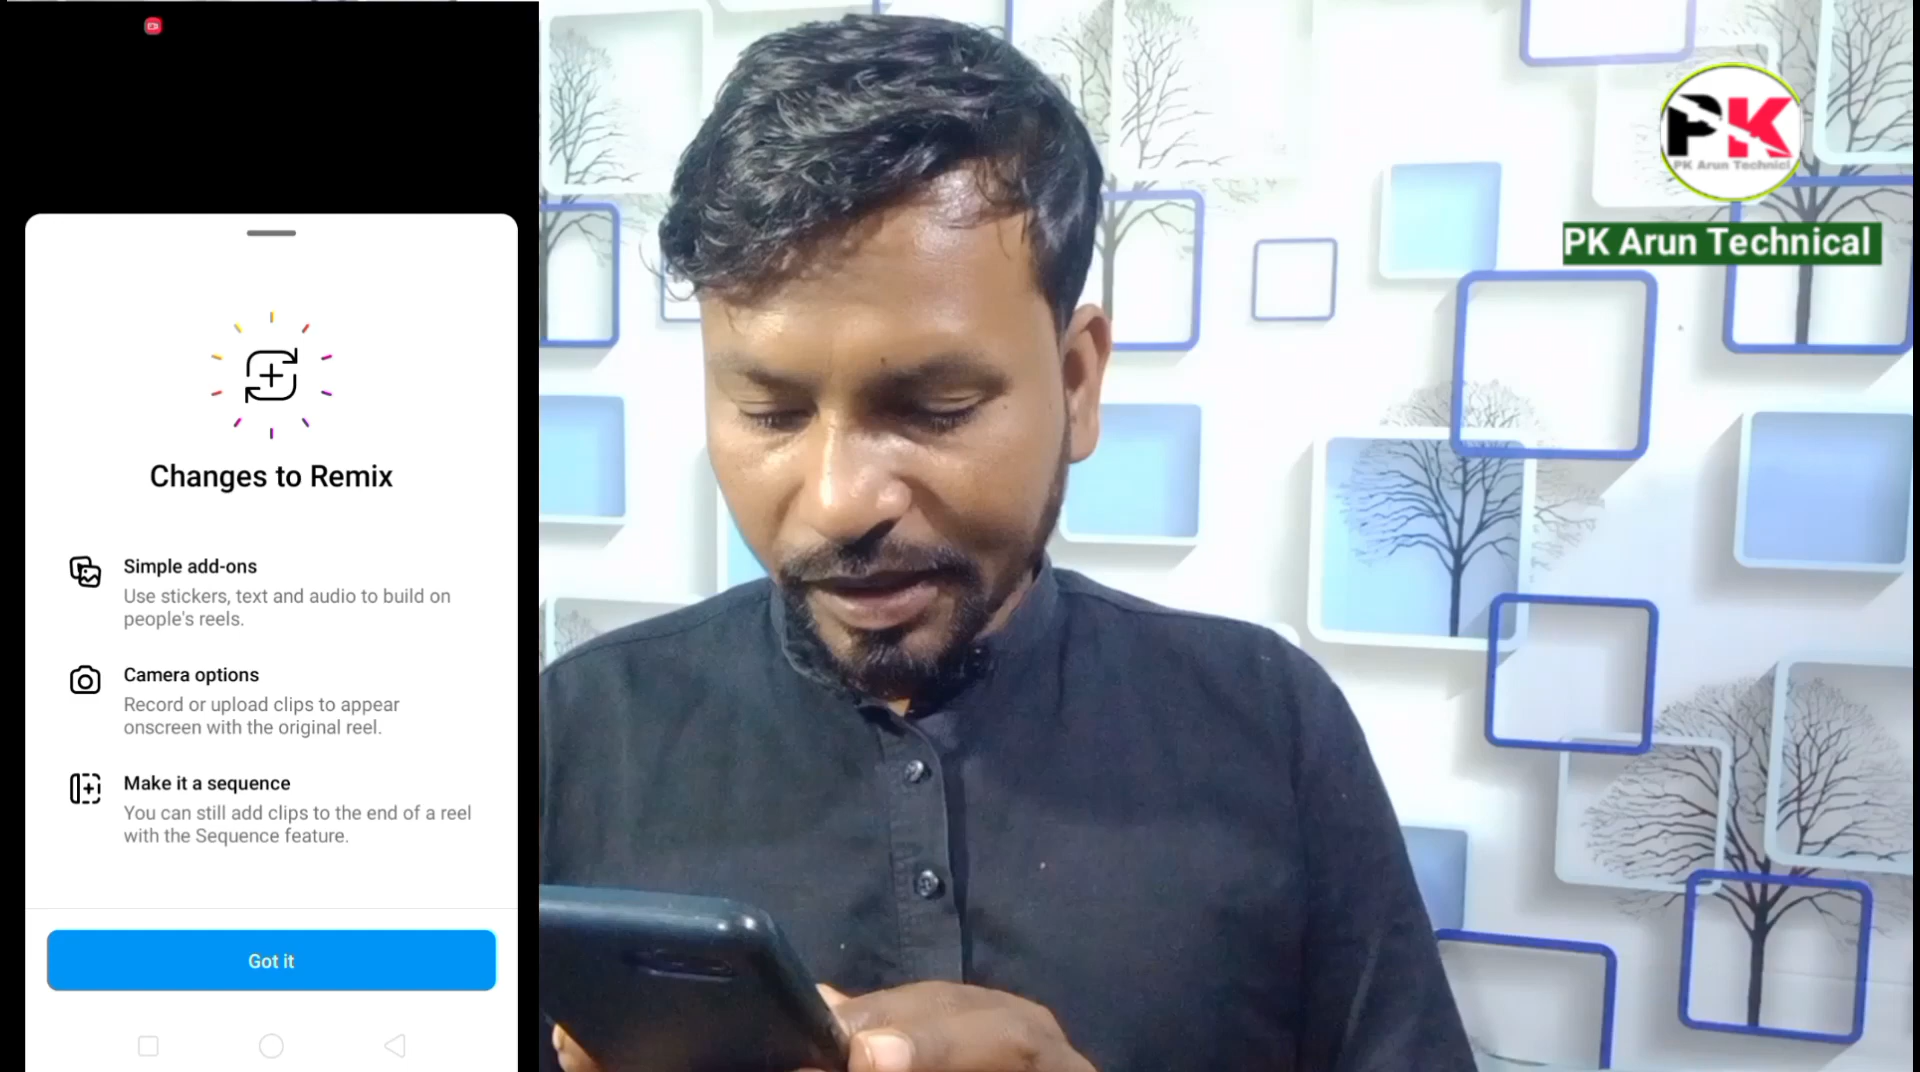 Changes to Remix
Simple add-ons
Use stickers, text and audio to build on
people's reels.
Camera options
Record or upload clips to appear
onscreen with the original reel.
Make it a sequence
You can still add clips to the end of a reel
with the Sequence feature.
Got it
PK
PK Arun Technicl
PK Arun Technical